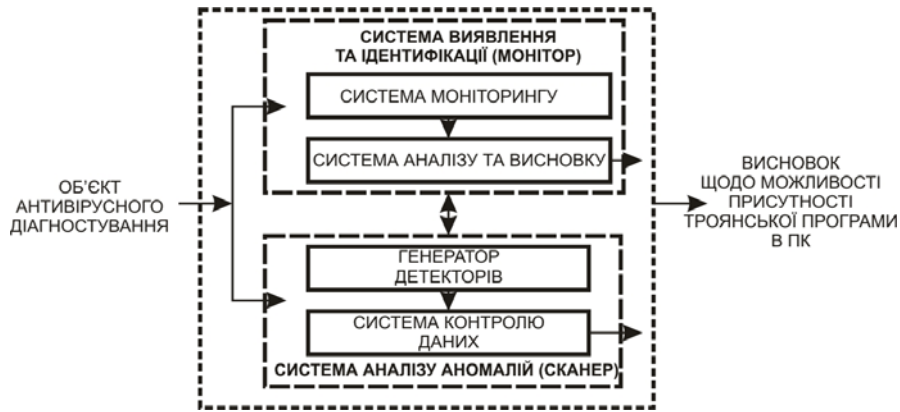 СИСТЕМА ВИЯВЛЕННЯ
ТА ІДЕНТИФІКАЦІЇ (МОНІТОР)
СИСТЕМА МОНІТОРИНГУ
СИСТЕМА АНАЛІЗУ ТА ВИСНОВКУ
ОБ'ЄКТ
АНТИВІРУСНОГО
ДІАГНОСТУВАННЯ
ВИСНОВОК
ЩОДО МОЖЛИВОСТІ
ПРИСУТНОСТІ
ТРОЯНСЬКОЇ ПРОГРАМИ
В ПК
ГЕНЕРАТОР
ДЕТЕКТОРІВ
СИСТЕМА КОНТРОЛЮ
ДАНИХ
СИСТЕМА АНАЛІЗУ АНОМАЛІЙ (СКАНЕР)